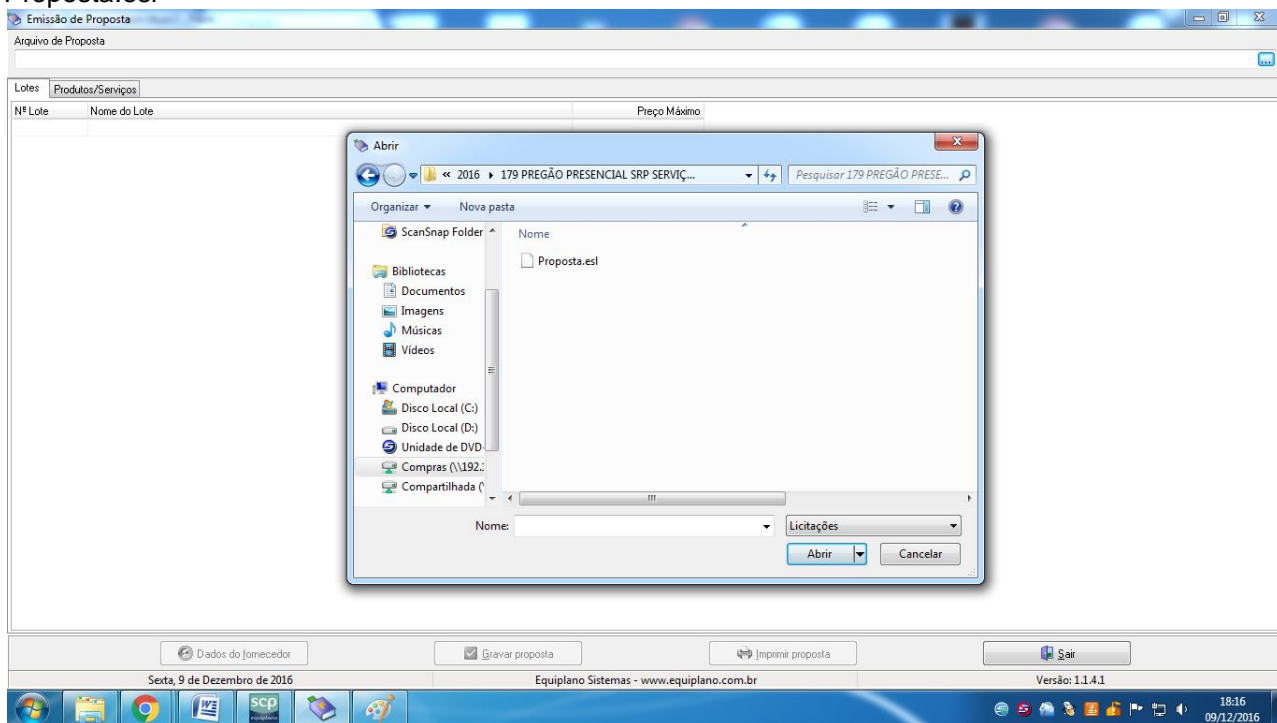 Proposta.esl
Emissão de Proposta
Arquivo de Proposta
Lotes Produtos/Serviços
Nº Lote Nome do Lote Preço Máximo
Abrir
« 2016 179 PREGÃO PRESENCIAL SRP SERVIÇ... Pesquisar 179 PREGÃO PRESE...
Organizar Nova pasta
ScanSnap Folder
Bibliotecas
Documentos
Imagens
Músicas
Vídeos
Computador
Disco Local (C:)
Disco Local (D:)
Unidade de DVD-
Compras (\\192.
Compartilhada (
Nome
Proposta.esl
Nome: Licitações
Abrir Cancelar
Dados do fornecedor Gravar proposta Imprimir proposta Sair
Sexta, 9 de Dezembro de 2016 Equiplano Sistemas - www.equiplano.com.br Versão: 1.1.4.1
scp
equiplano
18:16
09/12/2016